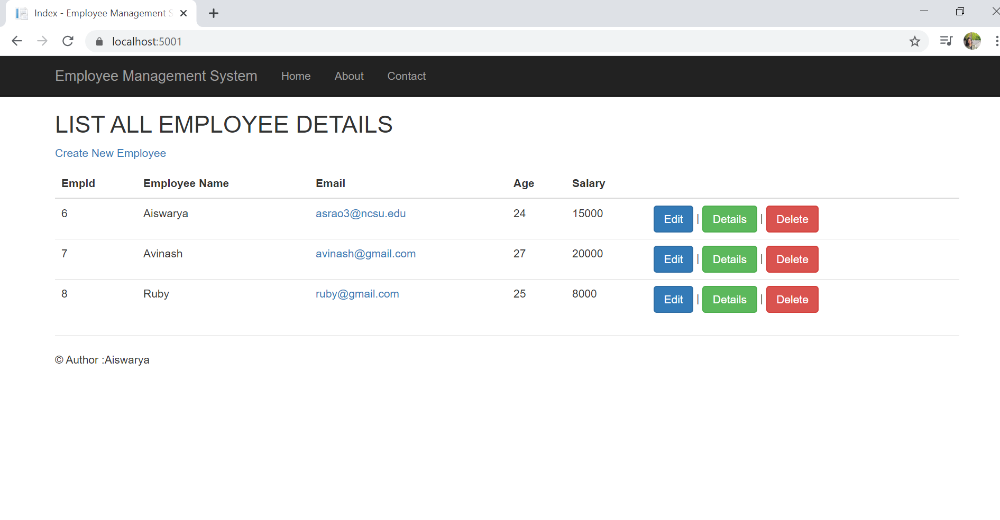 Index - Employee Management S
localhost:5001
Employee Management System Home About Contact
LIST ALL EMPLOYEE DETAILS
Create New Employee
EmpId Employee Name Email Age Salary
6 Aiswarya asrao3@ncsu.edu 24 15000 Edit | Details | Delete
7 Avinash avinash@gmail.com 27 20000 Edit | Details | Delete
8 Ruby ruby@gmail.com 25 8000 Edit | Details | Delete
© Author :Aiswarya